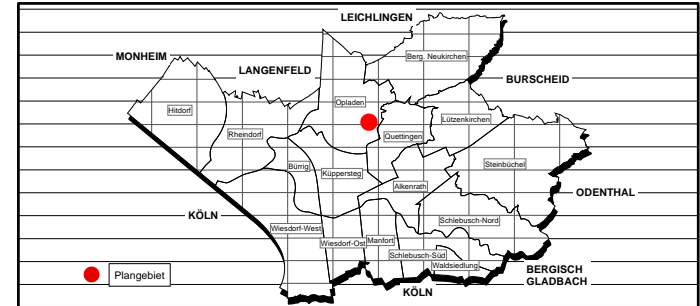 LEICHLINGEN
MONHEIM
Berg. Neukirchen
LANGENFELD
BURSCHEID
Opladen
Hitdorf
Lützenkirchen
Rheindorf
Quettingen
Steinbüchel
Bürrig
Küppersteg
Alkenrath
ODENTHAL
KÖLN
Schlebusch-Nord
Wiesdorf-West
Wiesdorf-Ost
Manfort
Schlebusch-Süd
Waldsiedlung
Plangebiet
BERGISCH
GLADBACH
KÖLN